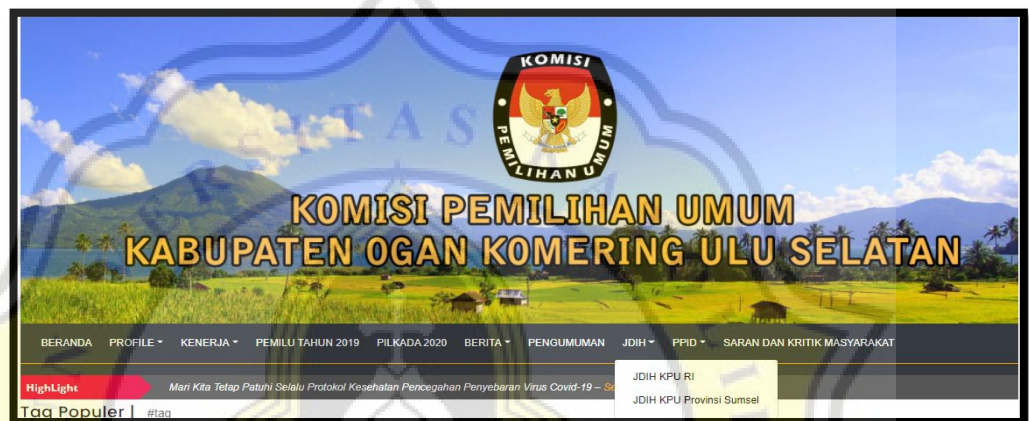 KOMISI
PEMILIHAN UMUM
KOMISI PEMILIHAN UMUM
KABUPATEN OGAN KOMERING ULU SELATAN
BERANDA PROFILE KENERJA PEMILU TAHUN 2019 PILKADA 2020 BERITA PENGUMUMAN JDIH PPID SARAN DAN KRITIK MASYARAKAT
JDIH KPU RI
JDIH KPU Provinsi Sumsel
HighLight Mari Kita Tetap Patuhi Selalu Protokol Kesehatan Pencegahan Penyebaran Virus Covid-19 –
Tag Populer | #tag